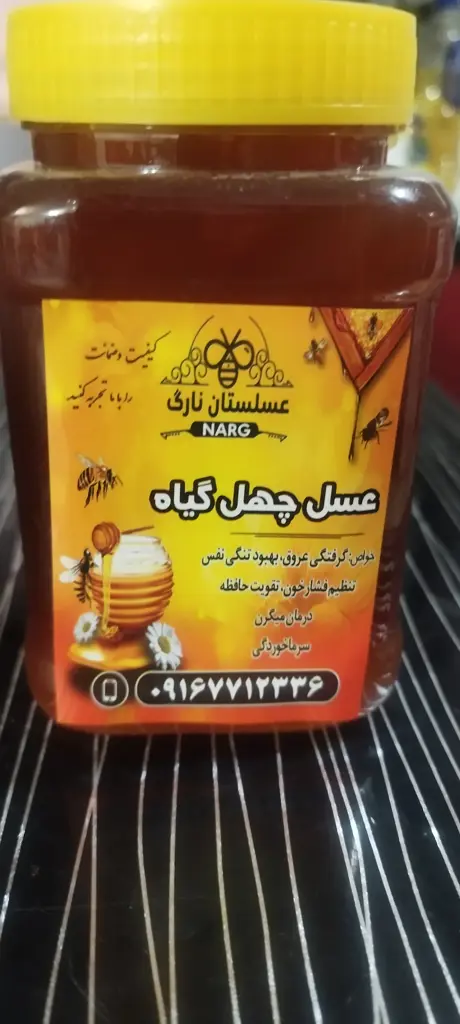 کیفیت و ضمانت
را با ما تجربه کنید
عسلستان نارگ
NARG
عسل چهل گیاه
خواص: گرفتگی عروق، بهبود تنگی نفس
تنظیم فشار خون، تقویت حافظه
درمان میگرن
سرماخوردگی
۰۹۱۶۷۷۱۲۳۳۶